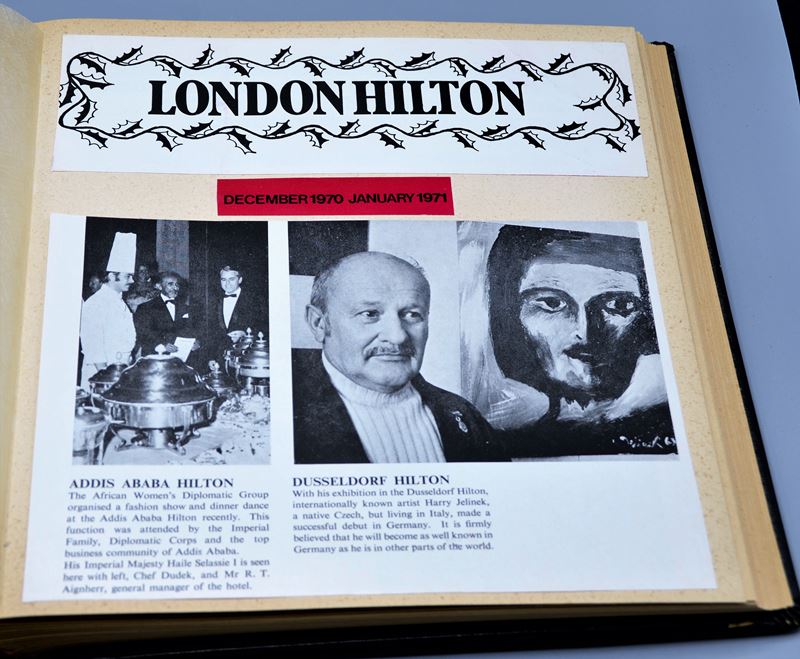 LONDON HILTON
DECEMBER 1970 JANUARY 1971
ADDIS ABABA HILTON
The African Women's Diplomatic Group
organised a fashion show and dinner dance
at the Addis Ababa Hilton recently. This
function was attended by the Imperial
Family, Diplomatic Corps and the top
business community of Addis Ababa.
His Imperial Majesty Haile Selassie I is seen
here with left, Chef Dudek, and Mr R. T.
Aignherr, general manager of the hotel.
DUSSELDORF HILTON
With his exhibition in the Dusseldorf Hilton,
internationally known artist Harry Jelinek,
a native Czech, but living in Italy, made a
successful debut in Germany. It is firmly
believed that he will become as well known in
Germany as he is in other parts of the world.